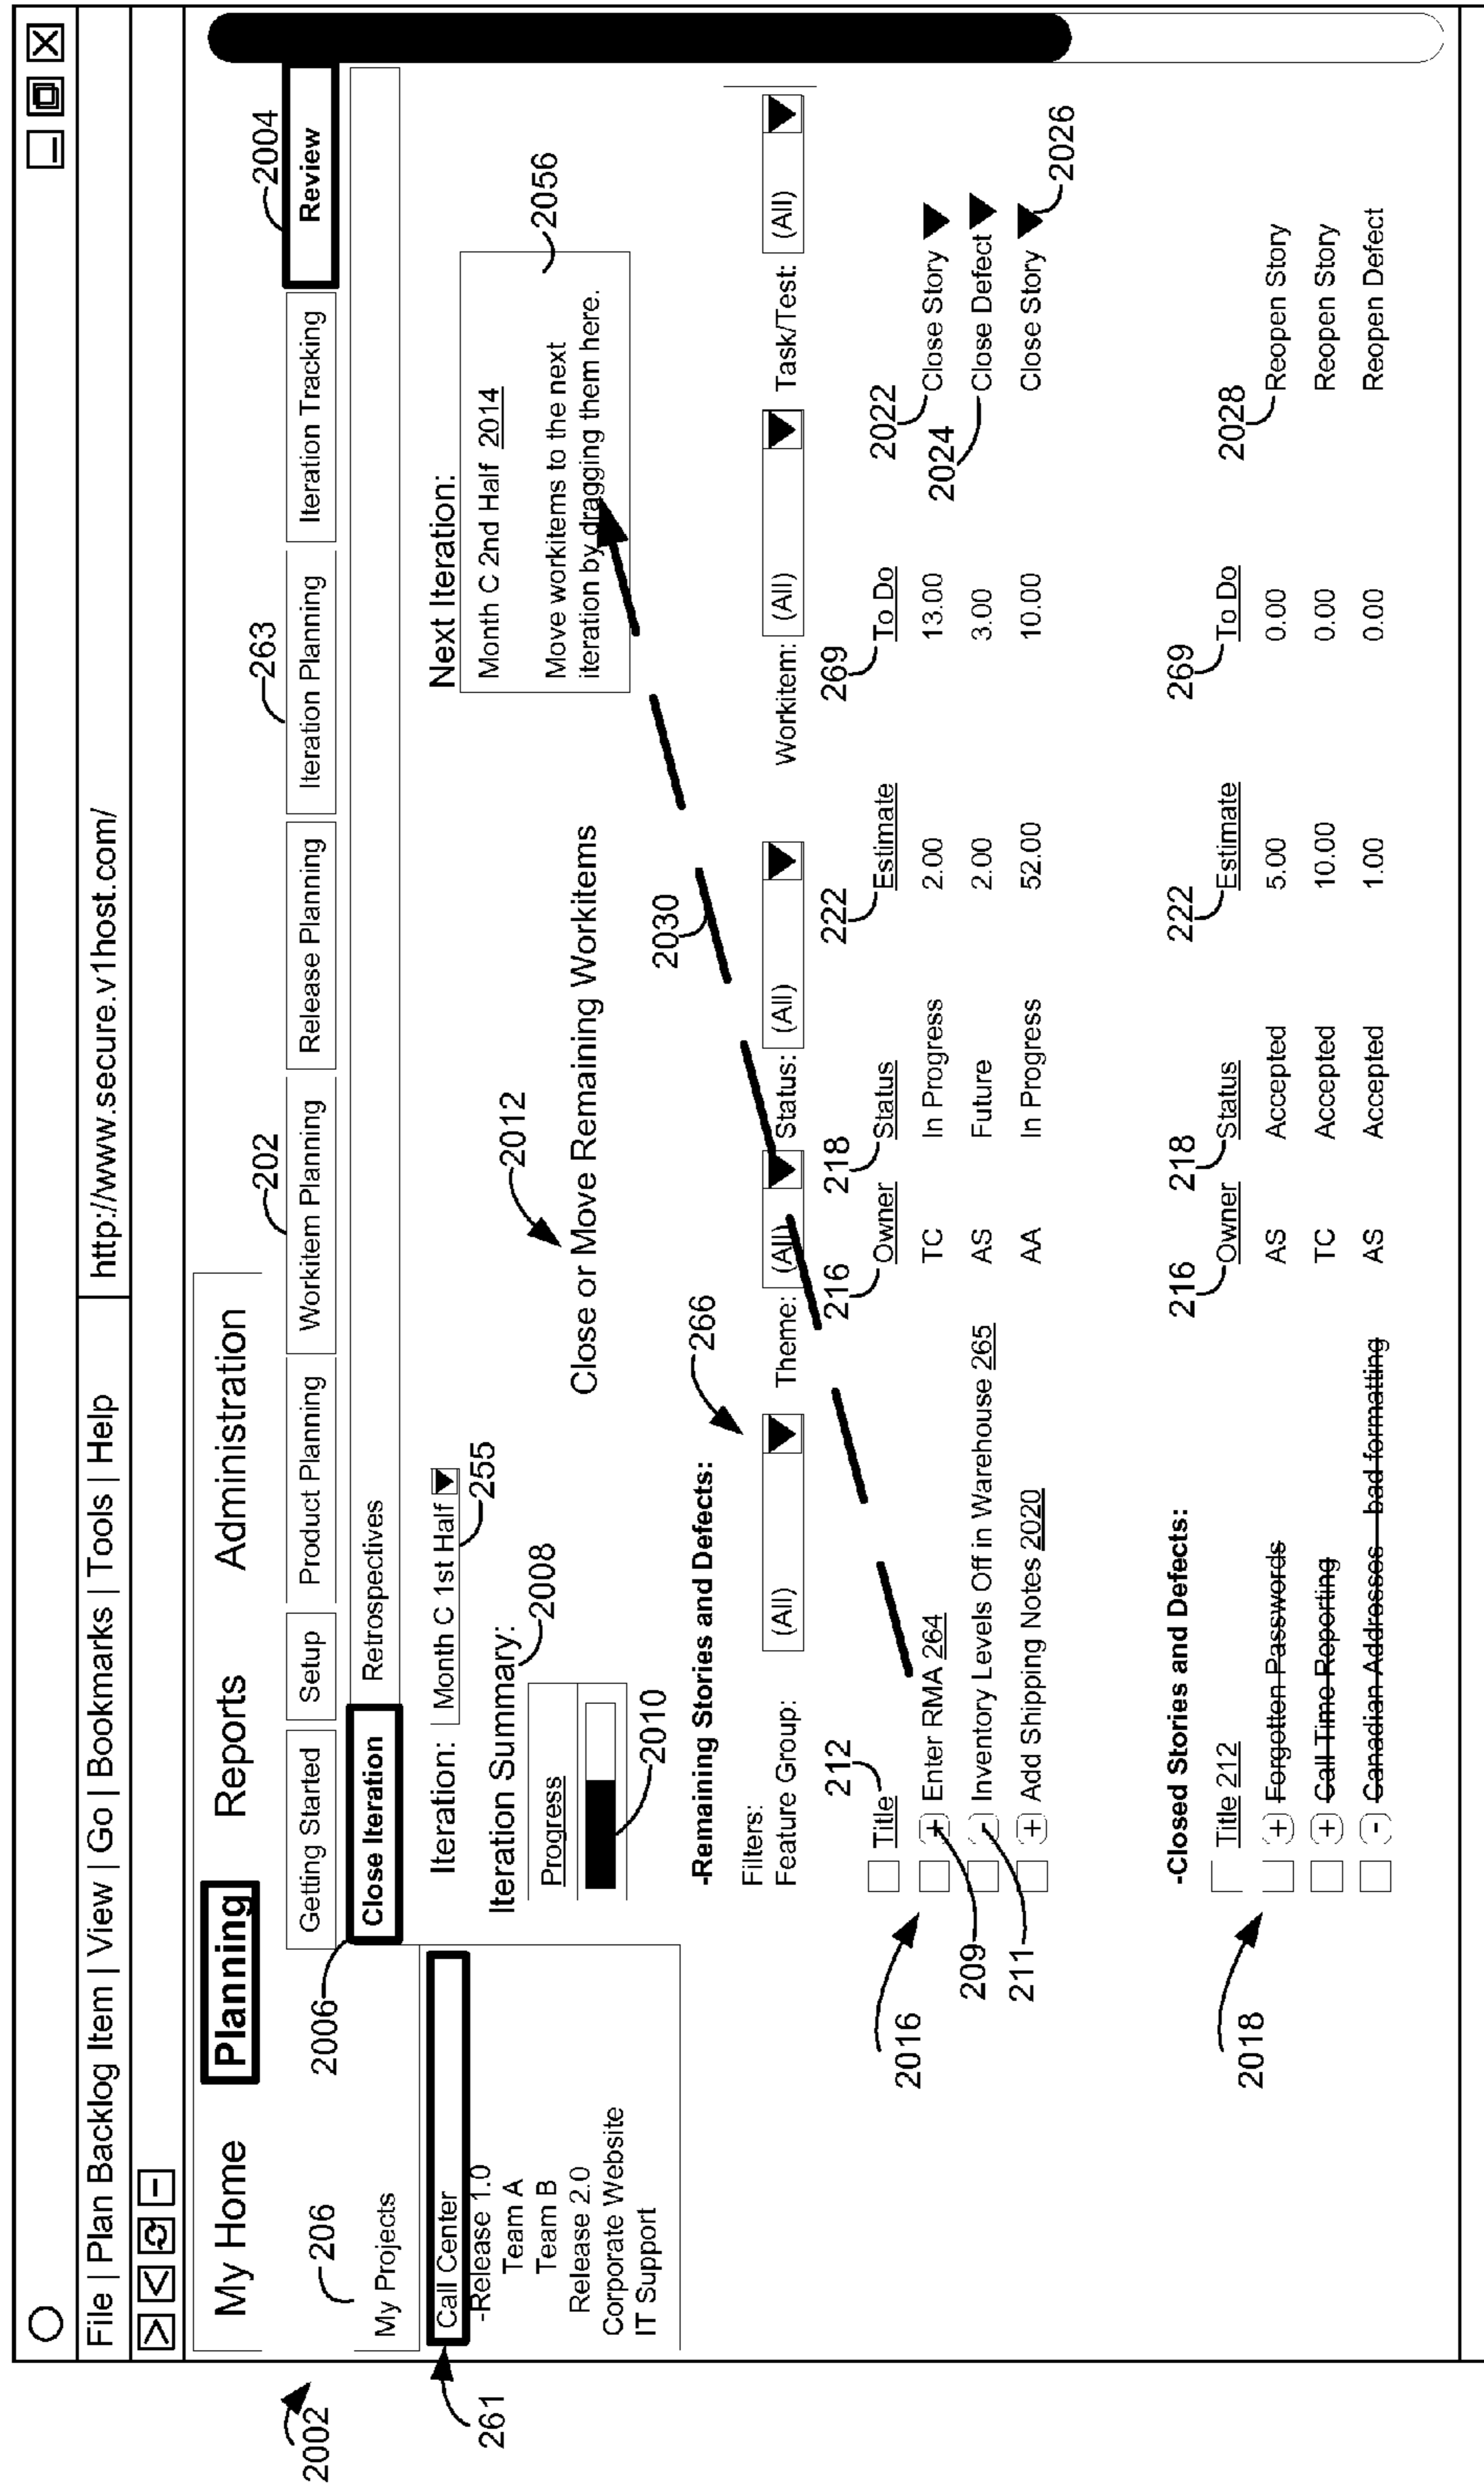 File | Plan Backlog Item | View | Go | Bookmarks | Tools | Help
http://www.secure.v1host.com/
2002
My Home
Planning
Reports
Administration
206
202
263
2004
Getting Started
Setup
Product Planning
Workitem Planning
Release Planning
Iteration Planning
Iteration Tracking
Review
2006
Close Iteration
Retrospectives
My Projects
261
Call Center
-Release 1.0
Team A
Team B
Release 2.0
Corporate Website
IT Support
Iteration:
Month C 1st Half
255
Iteration Summary:
2008
Progress
2010
2012
Close or Move Remaining Workitems
Next Iteration:
Month C 2nd Half 2014
Move workitems to the next
iteration by dragging them here.
2056
2030
-Remaining Stories and Defects:
266
Filters:
Feature Group: (All) Theme: (All) Status: (All) Workitem: (All) Task/Test: (All)
212 216 218 222 269
Title Owner Status Estimate To Do
2016
2022
+ Enter RMA 264 TC In Progress 2.00 13.00 Close Story
209
2024
- Inventory Levels Off in Warehouse 265 AS Future 2.00 3.00 Close Defect
211
+ Add Shipping Notes 2020 AA In Progress 52.00 10.00 Close Story
2026
-Closed Stories and Defects:
216 218 222 269
Title 212 Owner Status Estimate To Do
2018
2028
+ Forgotten Passwords AS Accepted 5.00 0.00 Reopen Story
+ Call Time Reporting TC Accepted 10.00 0.00 Reopen Story
- Canadian Addresses - bad formatting AS Accepted 1.00 0.00 Reopen Defect